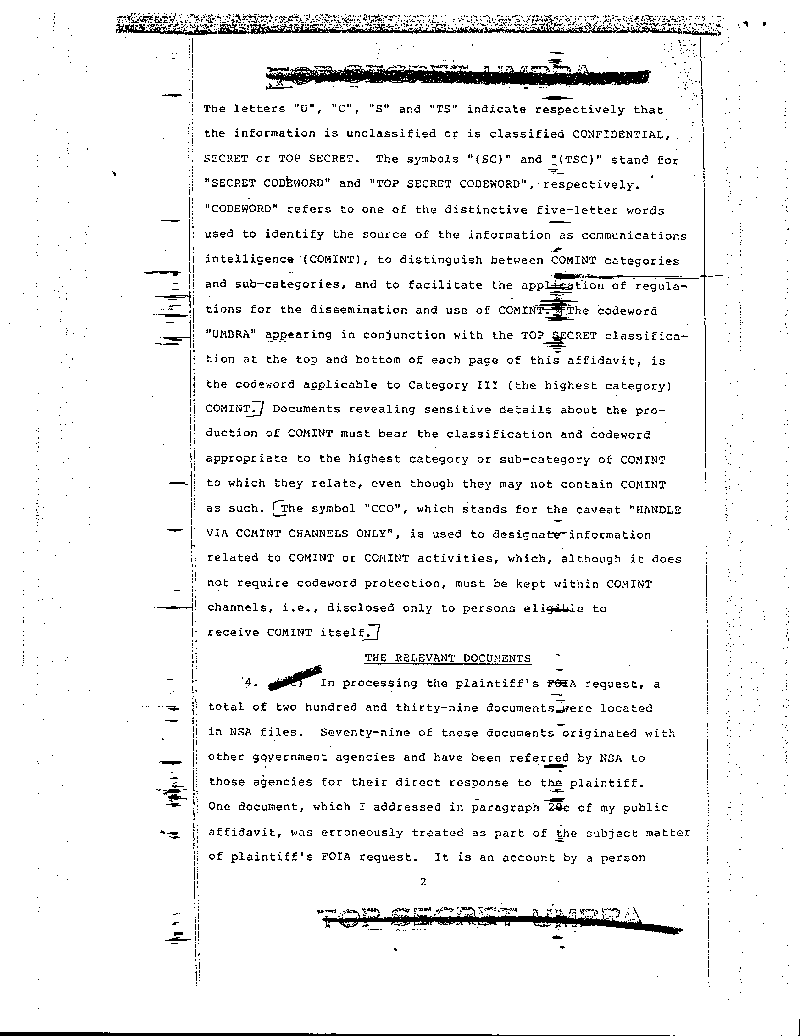 TOP SECRET UMBRA
The letters "U", "C", "S" and "TS" indicate respectively that
the information is unclassified or is classified CONFIDENTIAL,
SECRET or TOP SECRET. The symbols "(SC)" and "(TSC)" stand for
"SECRET CODEWORD" and "TOP SECRET CODEWORD", respectively.
"CODEWORD" refers to one of the distinctive five-letter words
used to identify the source of the information as communications
intelligence (COMINT), to distinguish between COMINT categories
and sub-categories, and to facilitate the application of regula-
tions for the dissemination and use of COMINT. [The codeword
"UMBRA" appearing in conjunction with the TOP SECRET classifica-
tion at the top and bottom of each page of this affidavit, is
the codeword applicable to Category III (the highest category)
COMINT.] Documents revealing sensitive details about the pro-
duction of COMINT must bear the classification and codeword
appropriate to the highest category or sub-category of COMINT
to which they relate, even though they may not contain COMINT
as such. [The symbol "CCO", which stands for the caveat "HANDLE
VIA COMINT CHANNELS ONLY", is used to designate information
related to COMINT or COMINT activities, which, although it does
not require codeword protection, must be kept within COMINT
channels, i.e., disclosed only to persons eligible to
receive COMINT itself.]
THE RELEVANT DOCUMENTS
4. In processing the plaintiff's FOIA request, a
total of two hundred and thirty-nine documents were located
in NSA files. Seventy-nine of these documents originated with
other government agencies and have been referred by NSA to
those agencies for their direct response to the plaintiff.
One document, which I addressed in paragraph 20c of my public
affidavit, was erroneously treated as part of the subject matter
of plaintiff's FOIA request. It is an account by a person
2
TOP SECRET UMBRA